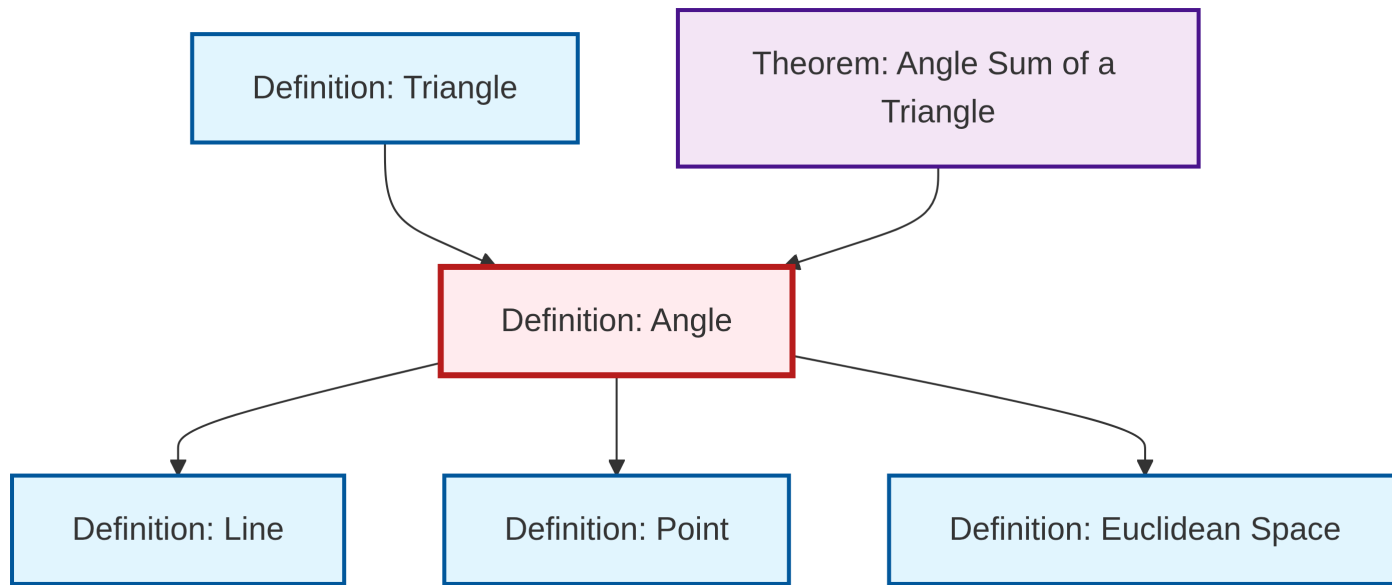 Definition: Triangle
Theorem: Angle Sum of a
Triangle
Definition: Angle
Definition: Line
Definition: Point
Definition: Euclidean Space